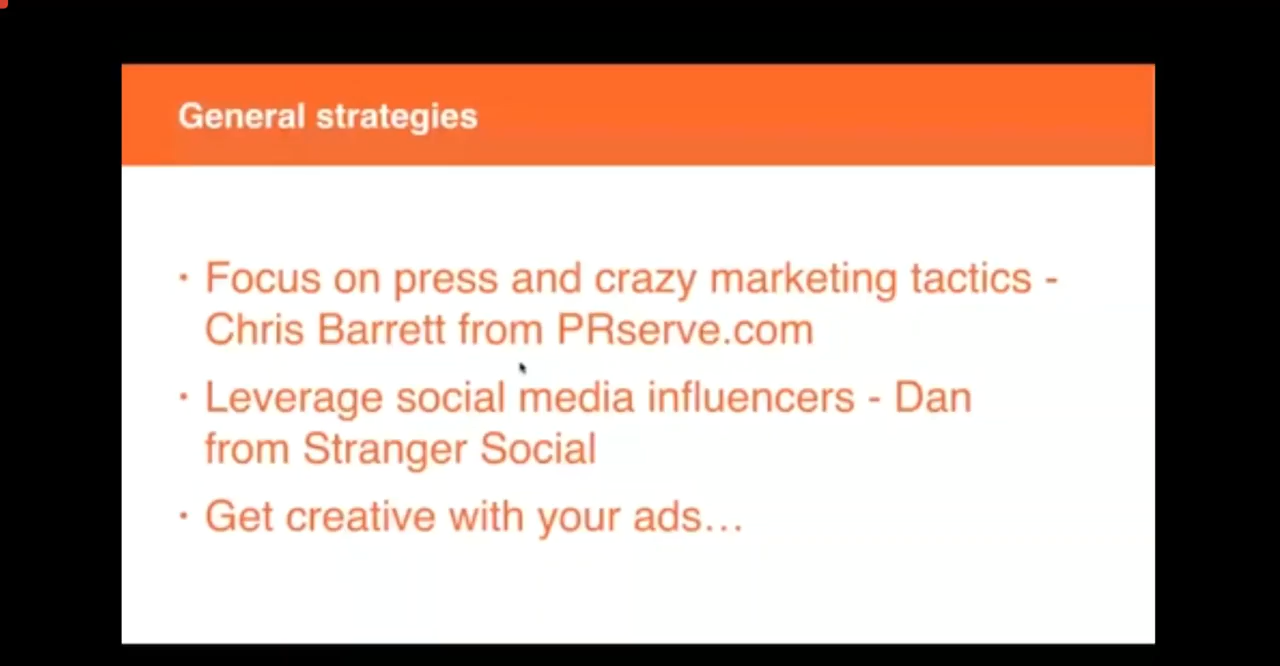 General strategies
· Focus on press and crazy marketing tactics -
Chris Barrett from PRserve.com
· Leverage social media influencers - Dan
from Stranger Social
· Get creative with your ads…